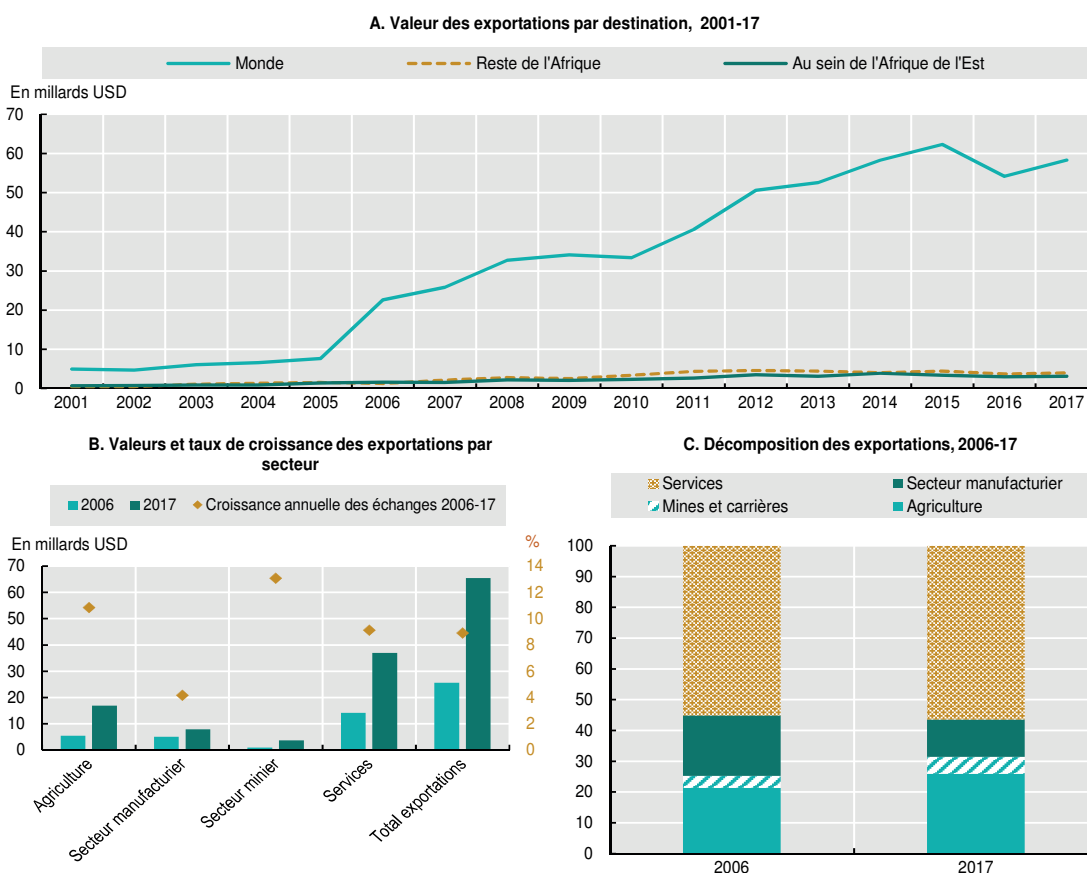 A. Valeur des exportations par destination, 2001-17
Monde Reste de l'Afrique Au sein de l'Afrique de l'Est
En millards USD
70
60
50
40
30
20
10
0
2001 2002 2003 2004 2005 2006 2007 2008 2009 2010 2011 2012 2013 2014 2015 2016 2017
B. Valeurs et taux de croissance des exportations par
secteur
2006 2017 Croissance annuelle des échanges 2006-17
En millards USD
%
70
60
50
40
30
20
10
0
14
12
10
8
6
4
2
0
Agriculture
Secteur manufacturier
Secteur minier
Services
Total exportations
C. Décomposition des exportations, 2006-17
Services Secteur manufacturier
Mines et carrières Agriculture
100
90
80
70
60
50
40
30
20
10
0
2006 2017